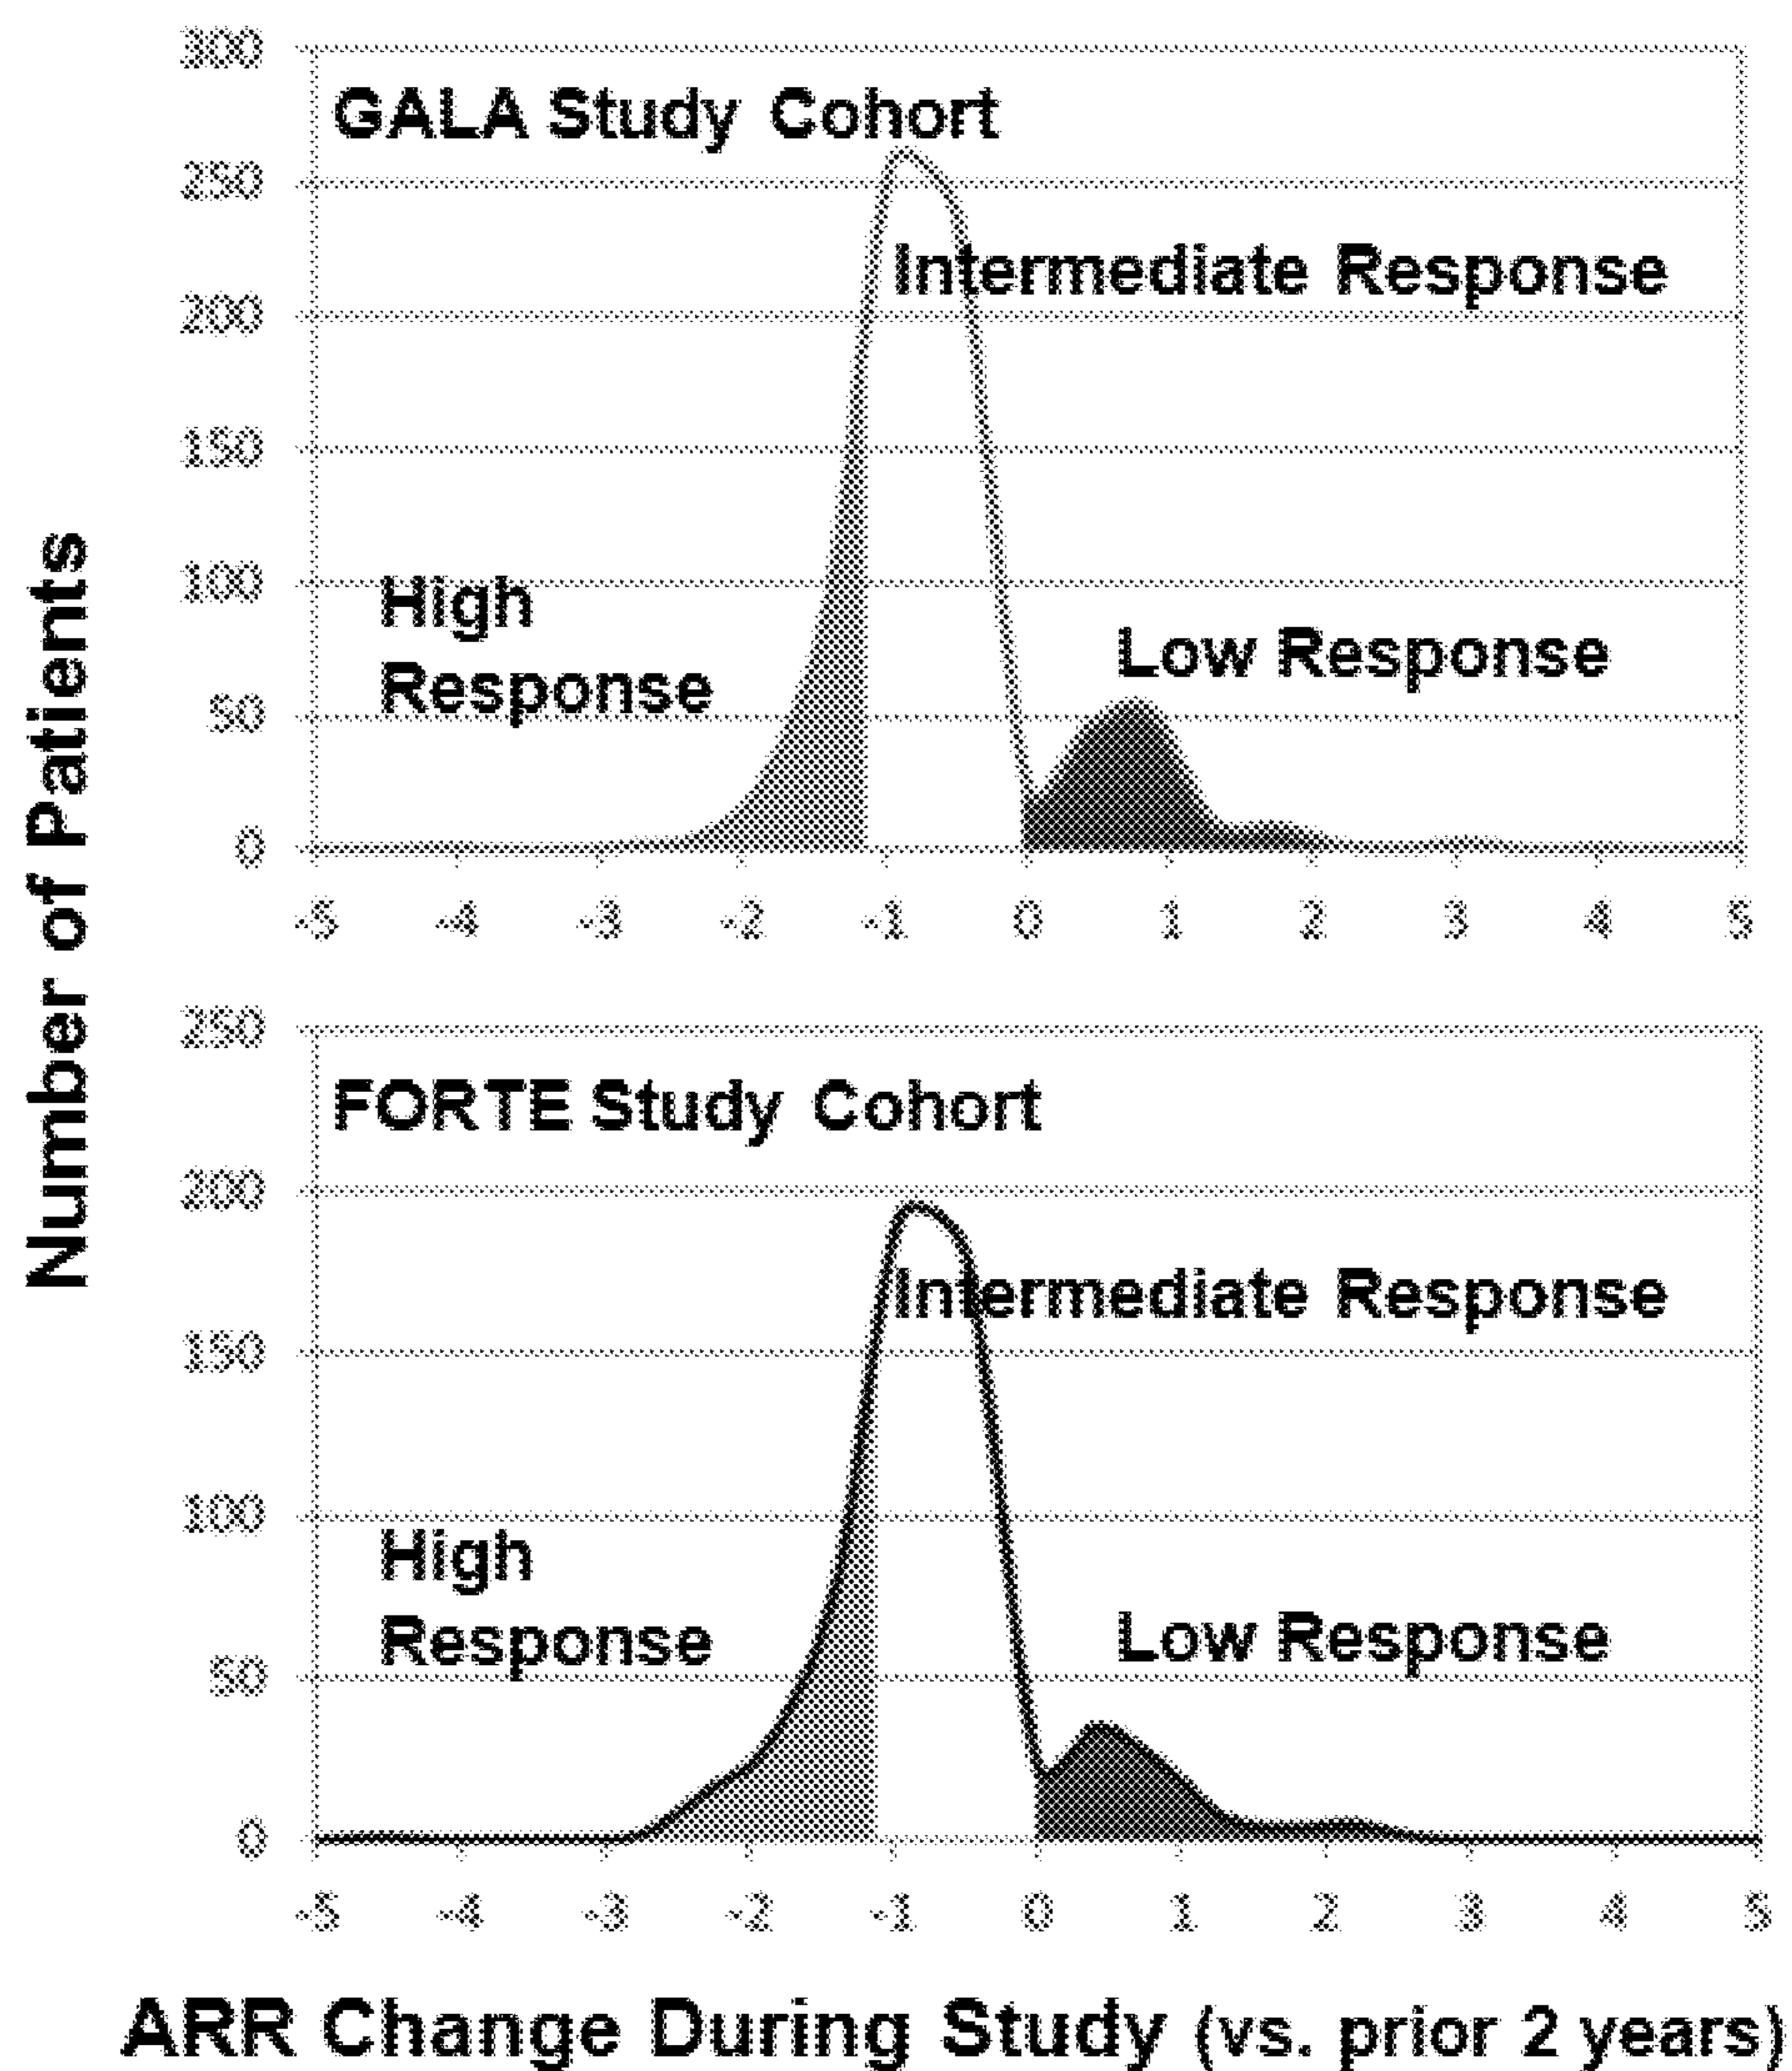 Number of Patients
300
GALA Study Cohort
250
Intermediate Response
200
150
100
High
Response
Low Response
50
0
-5 -4 -3 -2 -1 0 1 2 3 4 5
250
FORTE Study Cohort
200
Intermediate Response
150
100
High
Response
Low Response
50
0
-5 -4 -3 -2 -1 0 1 2 3 4 5
ARR Change During Study (vs. prior 2 years)